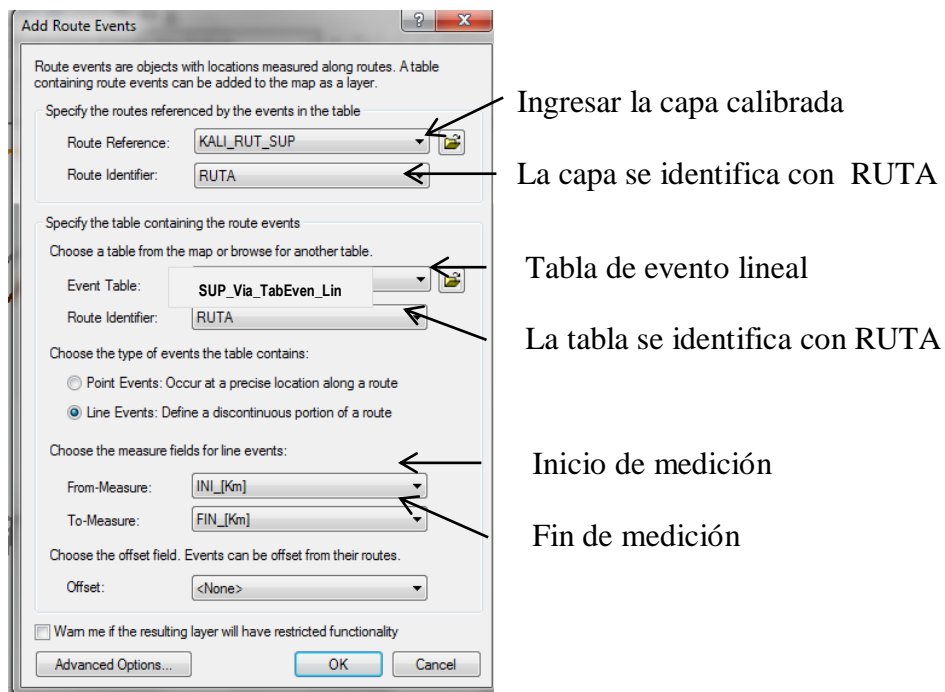 Add Route Events
Route events are objects with locations measured along routes. A table
containing route events can be added to the map as a layer.
Specify the routes referenced by the events in the table
Route Reference: KALI_RUT_SUP
Ingresar la capa calibrada
Route Identifier: RUTA
La capa se identifica con RUTA
Specify the table containing the route events
Choose a table from the map or browse for another table.
Event Table: SUP_Via_TabEven_Lin
Tabla de evento lineal
Route Identifier: RUTA
La tabla se identifica con RUTA
Choose the type of events the table contains:
Point Events: Occur at a precise location along a route
Line Events: Define a discontinuous portion of a route
Choose the measure fields for line events:
Inicio de medición
From-Measure: INI_[Km]
To-Measure: FIN_[Km]
Fin de medición
Choose the offset field. Events can be offset from their routes.
Offset: <None>
Warn me if the resulting layer will have restricted functionality
Advanced Options... OK Cancel